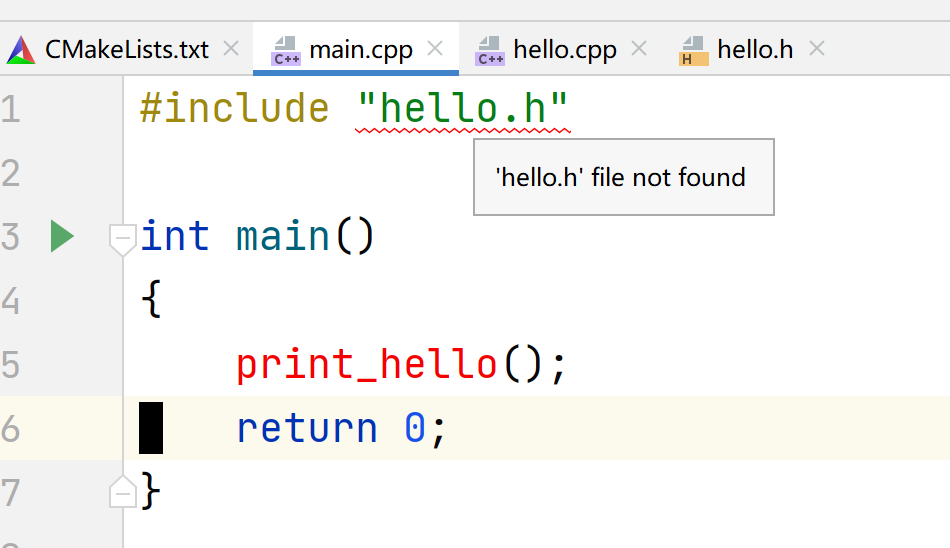 CMakeLists.txt main.cpp hello.cpp hello.h
C++ C++ H
1 #include "hello.h"
2 'hello.h' file not found
3 int main()
4 {
5 print_hello();
6 return 0;
7 }